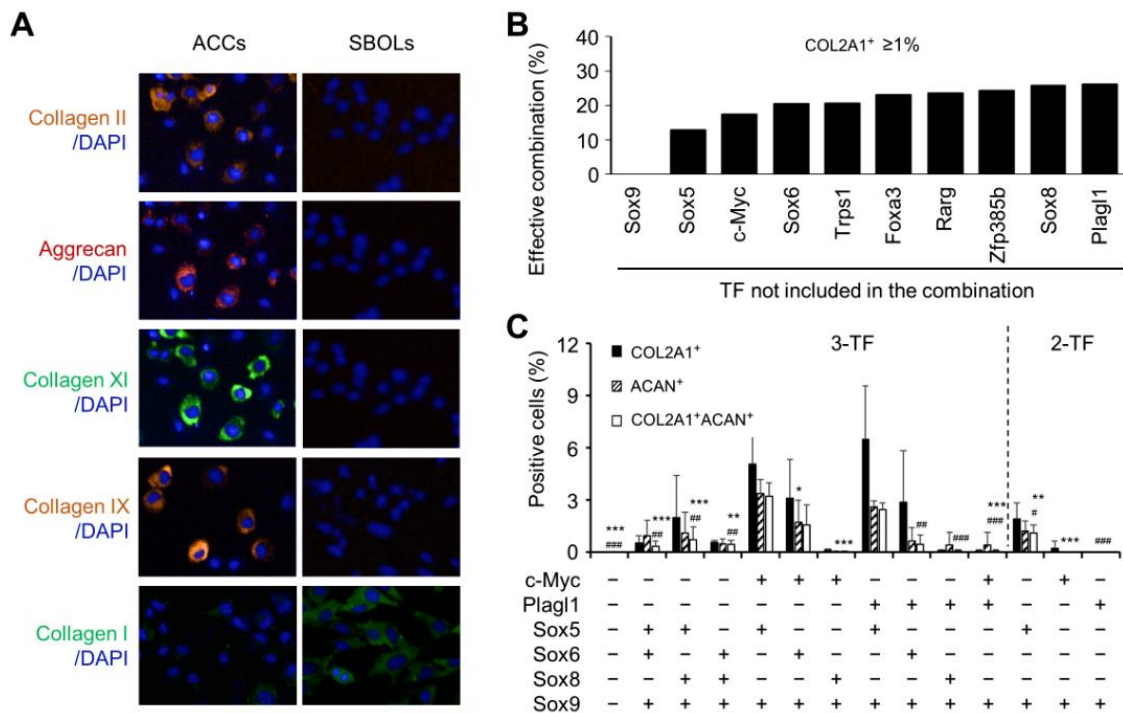 A
ACCs SBOLs
Collagen II
/DAPI
Aggrecan
/DAPI
Collagen XI
/DAPI
Collagen IX
/DAPI
Collagen I
/DAPI
B
Effective combination (%)
COL2A1⁺ ≥1%
40
30
20
10
0
Sox9 Sox5 c-Myc Sox6 Trps1 Foxa3 Rarg Zfp385b Sox8 Plagl1
TF not included in the combination
C
Positive cells (%)
3-TF 2-TF
COL2A1⁺
ACAN⁺
COL2A1⁺ACAN⁺
12
9
6
3
0
*** *** *** ** * *** *** ** ***
### ## ## ## ## ### ### # ###
c-Myc − − − − + + + − − − + − + −
Plagl1 − − − − − − − + + + + − − +
Sox5 − + + − + − − + − − − + − −
Sox6 − + − + − + − − + − − − − −
Sox8 − − + + − − + − − + − − − −
Sox9 − + + + + + + + + + + + + +